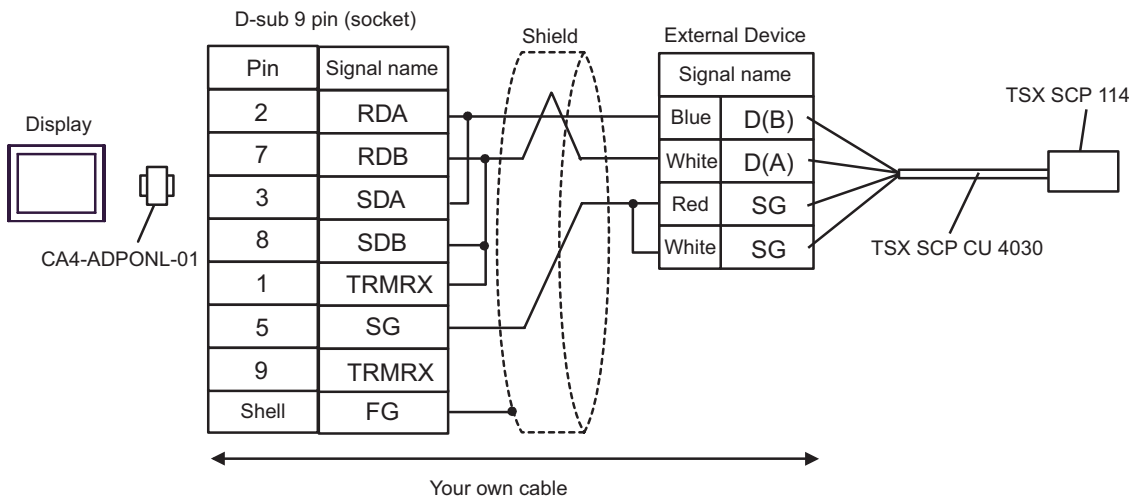 D-sub 9 pin (socket)
Shield
External Device
Pin Signal name
Signal name
TSX SCP 114
2 RDA
Blue D(B)
Display
7 RDB
White D(A)
3 SDA
Red SG
8 SDB
White SG
TSX SCP CU 4030
CA4-ADPONL-01
1 TRMRX
5 SG
9 TRMRX
Shell FG
Your own cable